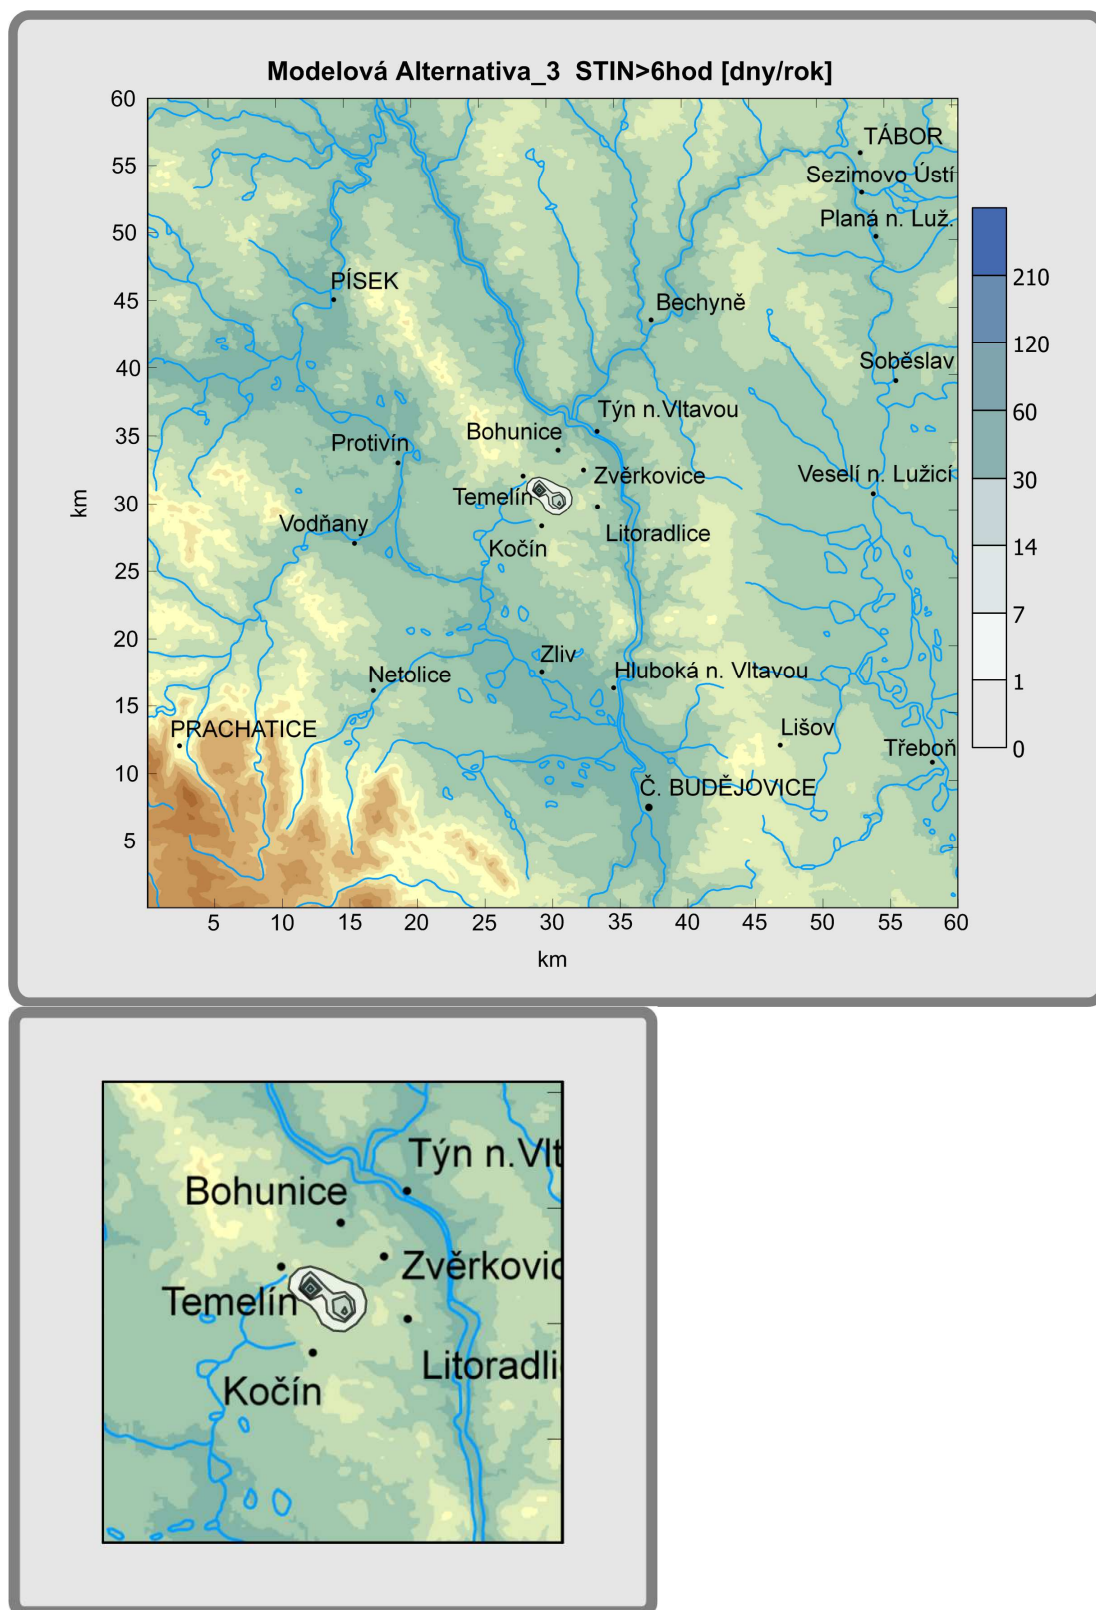 Modelová Alternativa_3 STIN>6hod [dny/rok]
60
55
50
45
40
35
30
25
20
15
10
5
km
5
10
15
20
25
30
35
40
45
50
55
60
km
TÁBOR
Sezimovo Ústí
Planá n. Luž.
PÍSEK
Bechyně
Soběslav
Týn n.Vltavou
Bohunice
Protivín
Zvěrkovice
Veselí n. Lužicí
Temelín
Vodňany
Litoradlice
Kočín
Zliv
Hluboká n. Vltavou
Netolice
PRACHATICE
Lišov
Třeboň
Č. BUDĚJOVICE
210
120
60
30
14
7
1
0
Týn n.Vlt
Bohunice
Zvěrkovic
Temelín
Litoradli
Kočín